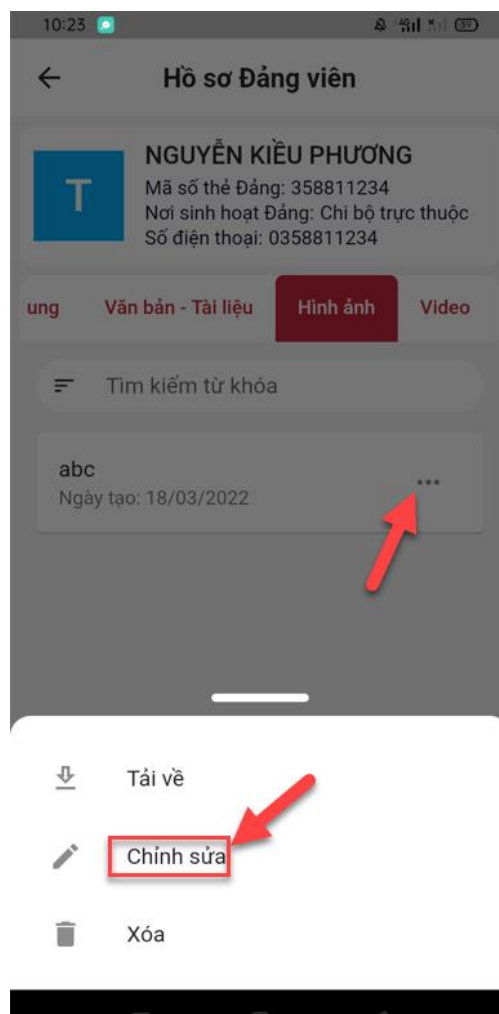 10:23
4G
39
Hồ sơ Đảng viên
T
NGUYỄN KIỀU PHƯƠNG
Mã số thẻ Đảng: 358811234
Nơi sinh hoạt Đảng: Chi bộ trực thuộc
Số điện thoại: 0358811234
ung Văn bản - Tài liệu Hình ảnh Video
Tìm kiếm từ khóa
abc
Ngày tạo: 18/03/2022
Tải về
Chỉnh sửa
Xóa